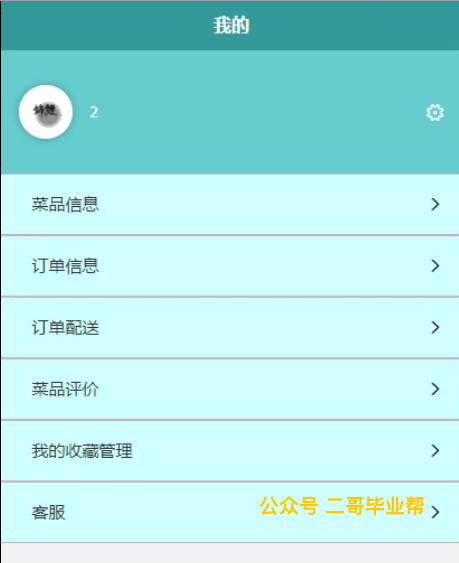 我的
2
菜品信息
订单信息
订单配送
菜品评价
我的收藏管理
客服
公众号 二哥毕业帮